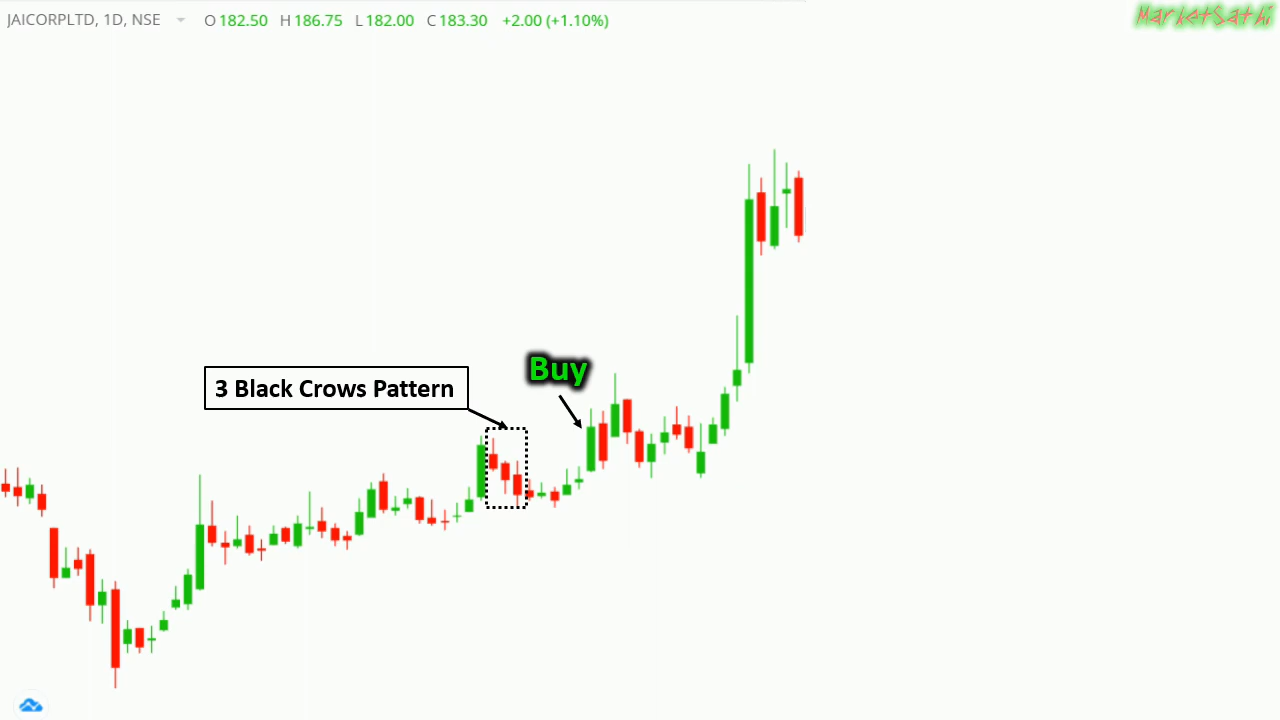 JAICORPLTD, 1D, NSE O 182.50 H 186.75 L 182.00 C 183.30 +2.00 (+1.10%)
MarketSathi
Buy
3 Black Crows Pattern